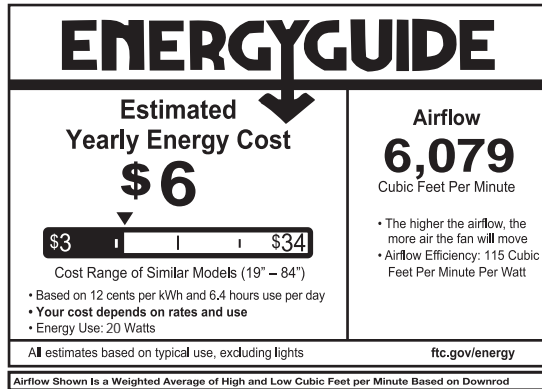 ENERGYGUIDE
Estimated
Yearly Energy Cost
$6
$3
$34
Cost Range of Similar Models (19" – 84")
• Based on 12 cents per kWh and 6.4 hours use per day
• Your cost depends on rates and use
• Energy Use: 20 Watts
Airflow
6,079
Cubic Feet Per Minute
• The higher the airflow, the
more air the fan will move
• Airflow Efficiency: 115 Cubic
Feet Per Minute Per Watt
All estimates based on typical use, excluding lights
ftc.gov/energy
Airflow Shown Is a Weighted Average of High and Low Cubic Feet per Minute Based on Downrod